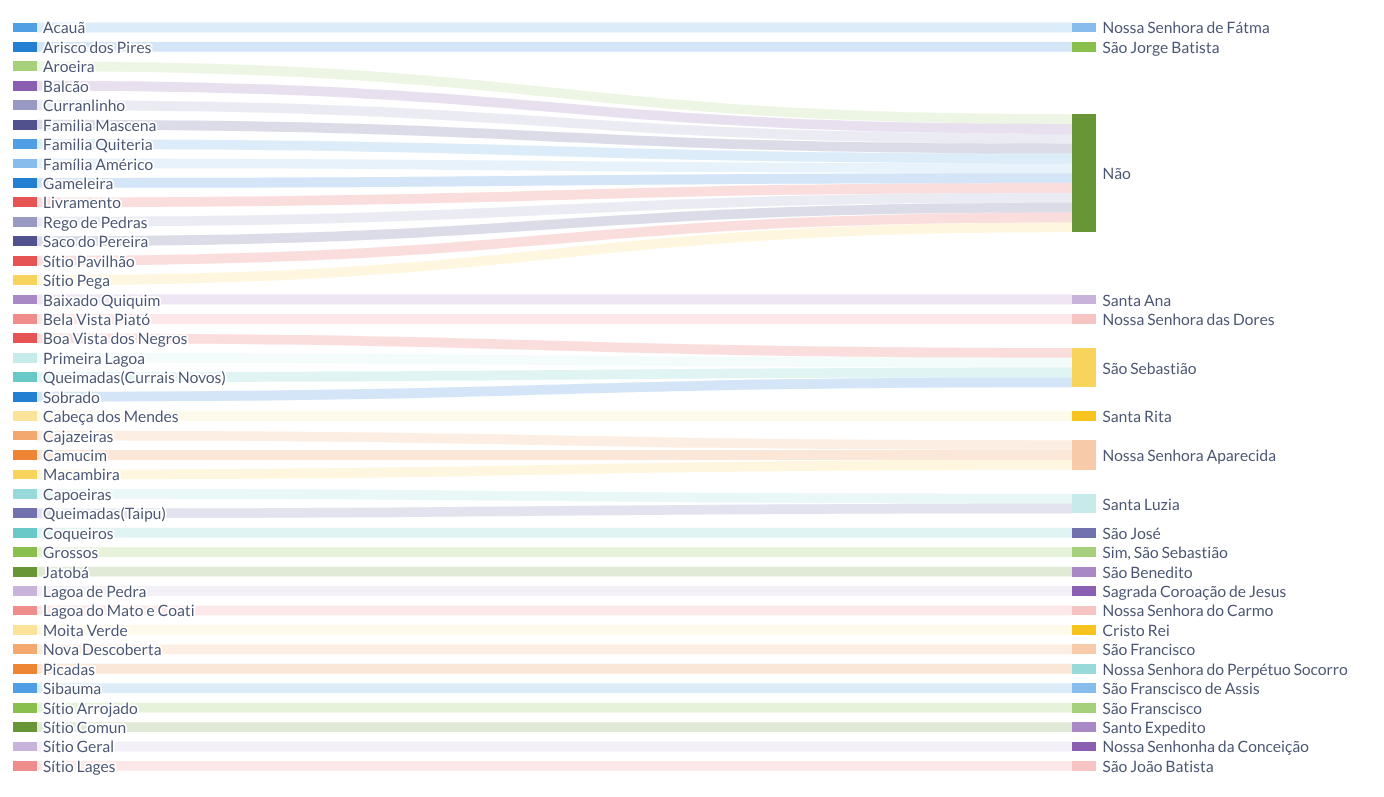 Acauã
Arisco dos Pires
Aroeira
Balcão
Curranlinho
Familia Mascena
Familia Quiteria
Família Américo
Gameleira
Livramento
Rego de Pedras
Saco do Pereira
Sítio Pavilhão
Sítio Pega
Baixado Quiquim
Bela Vista Piató
Boa Vista dos Negros
Primeira Lagoa
Queimadas(Currais Novos)
Sobrado
Cabeça dos Mendes
Cajazeiras
Camucim
Macambira
Capoeiras
Queimadas(Taipu)
Coqueiros
Grossos
Jatobá
Lagoa de Pedra
Lagoa do Mato e Coati
Moita Verde
Nova Descoberta
Picadas
Sibauma
Sítio Arrojado
Sítio Comun
Sítio Geral
Sítio Lages
Nossa Senhora de Fátma
São Jorge Batista
Não
Santa Ana
Nossa Senhora das Dores
São Sebastião
Santa Rita
Nossa Senhora Aparecida
Santa Luzia
São José
Sim, São Sebastião
São Benedito
Sagrada Coroação de Jesus
Nossa Senhora do Carmo
Cristo Rei
São Francisco
Nossa Senhora do Perpétuo Socorro
São Franscisco de Assis
São Franscisco
Santo Expedito
Nossa Senhonha da Conceição
São João Batista